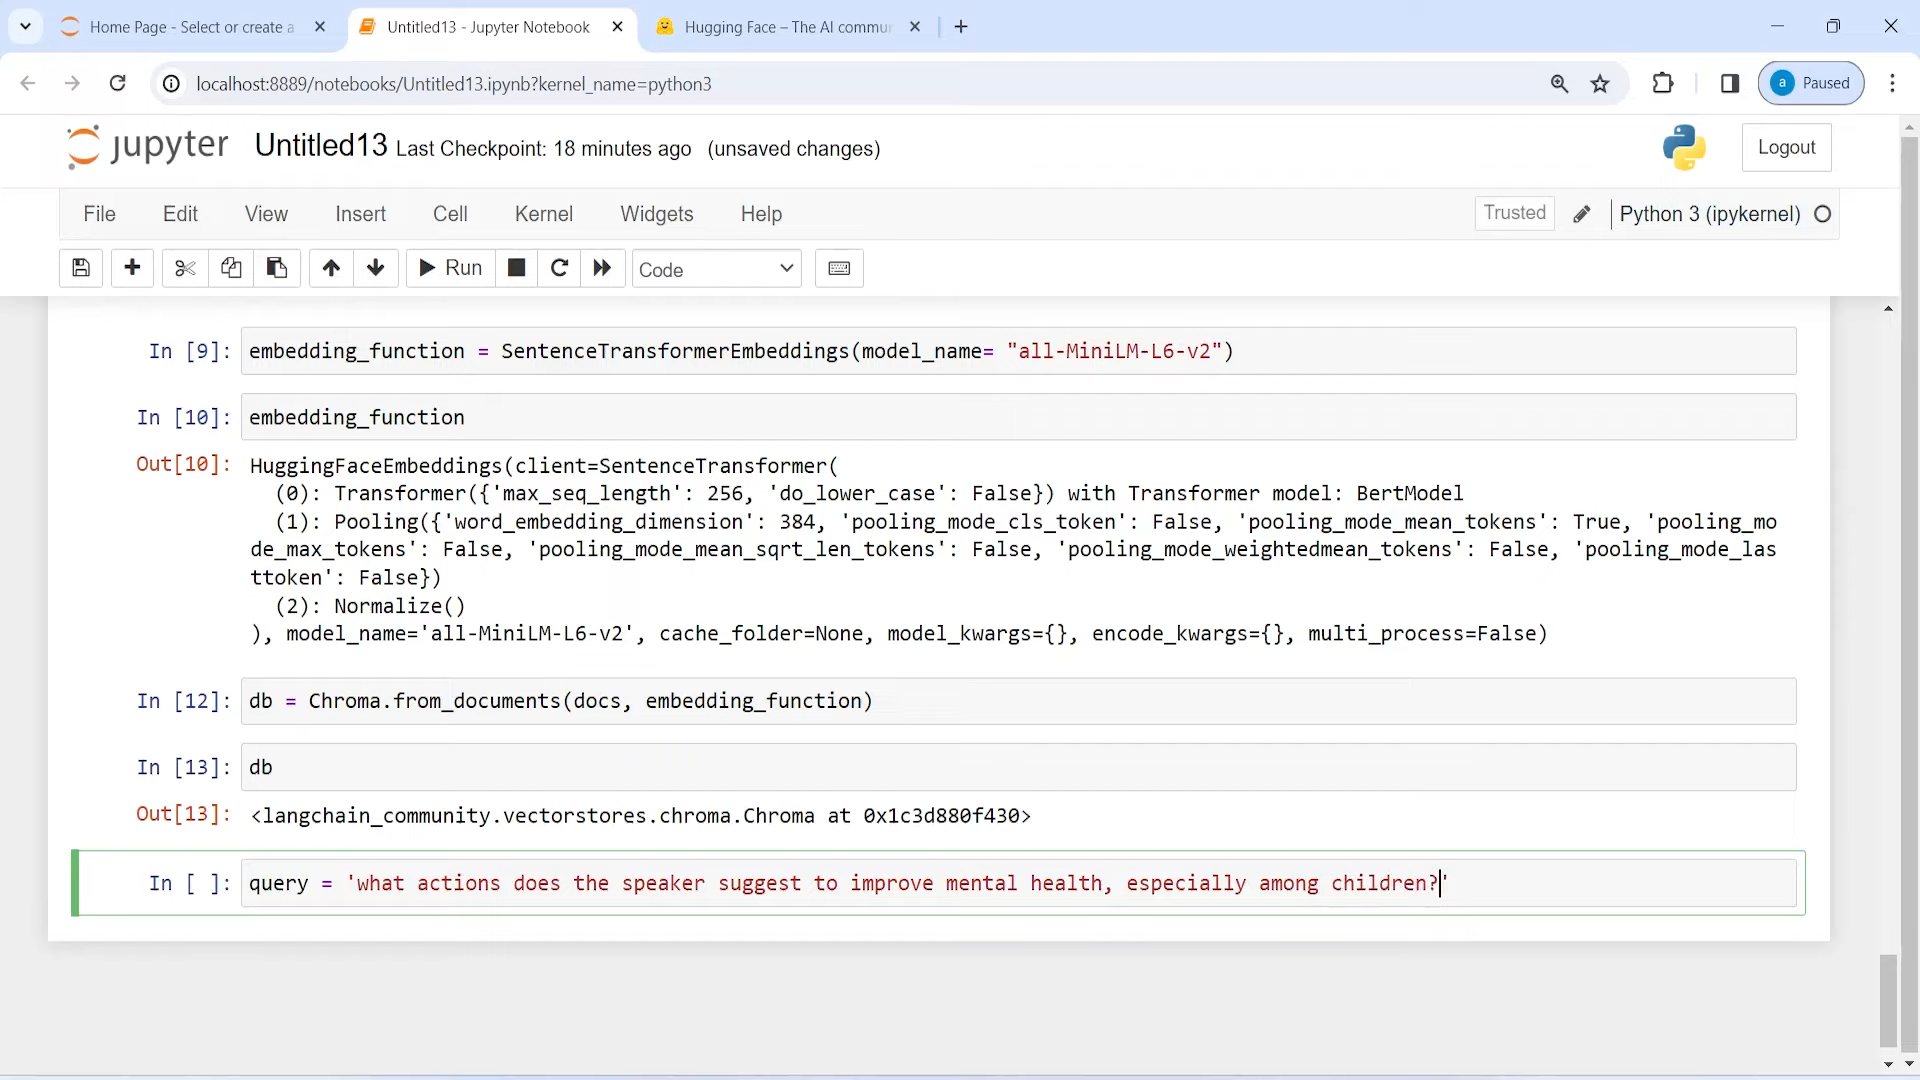 Home Page - Select or create a
Untitled13 - Jupyter Notebook
Hugging Face – The AI commun
localhost:8889/notebooks/Untitled13.ipynb?kernel_name=python3
a Paused
jupyter Untitled13 Last Checkpoint: 18 minutes ago (unsaved changes)
Logout
File Edit View Insert Cell Kernel Widgets Help
Trusted Python 3 (ipykernel)
Run Code
In [9]: embedding_function = SentenceTransformerEmbeddings(model_name= "all-MiniLM-L6-v2")
In [10]: embedding_function
Out[10]: HuggingFaceEmbeddings(client=SentenceTransformer(
(0): Transformer({'max_seq_length': 256, 'do_lower_case': False}) with Transformer model: BertModel
(1): Pooling({'word_embedding_dimension': 384, 'pooling_mode_cls_token': False, 'pooling_mode_mean_tokens': True, 'pooling_mo
de_max_tokens': False, 'pooling_mode_mean_sqrt_len_tokens': False, 'pooling_mode_weightedmean_tokens': False, 'pooling_mode_las
ttoken': False})
(2): Normalize()
), model_name='all-MiniLM-L6-v2', cache_folder=None, model_kwargs={}, encode_kwargs={}, multi_process=False)
In [12]: db = Chroma.from_documents(docs, embedding_function)
In [13]: db
Out[13]: <langchain_community.vectorstores.chroma.Chroma at 0x1c3d880f430>
In [ ]: query = 'what actions does the speaker suggest to improve mental health, especially among children?'